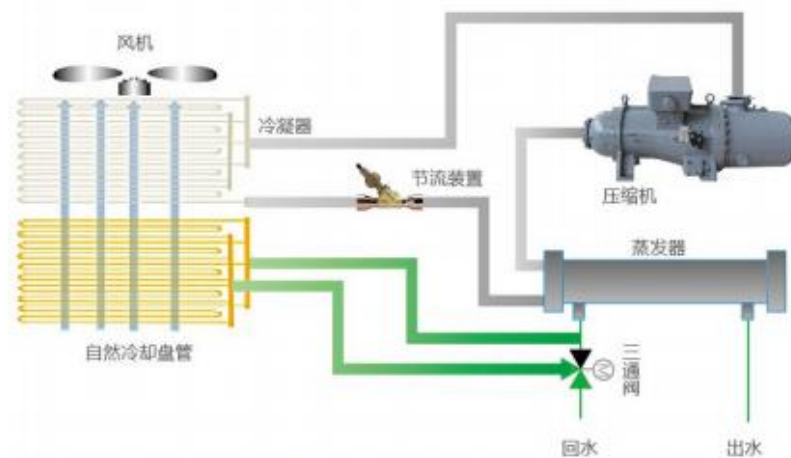 风机
冷凝器
节流装置
压缩机
蒸发器
自然冷却盘管
三通阀
M
回水
出水